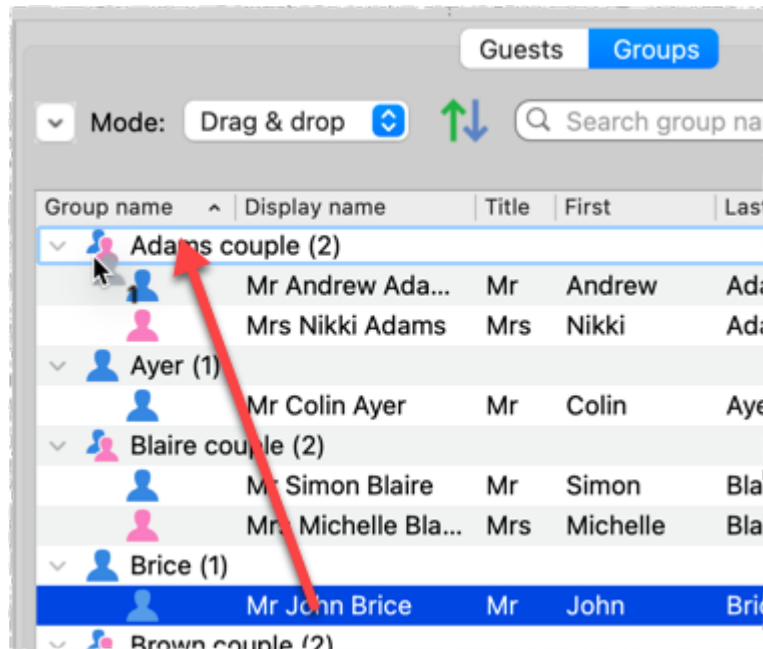 Guests Groups
Mode: Drag & drop Search group na
Group name Display name Title First Las
Adams couple (2)
Mr Andrew Ada... Mr Andrew Ada
1 Mrs Nikki Adams Mrs Nikki Ada
Ayer (1)
Mr Colin Ayer Mr Colin Aye
Blaire couple (2)
Mr Simon Blaire Mr Simon Bla
Mrs Michelle Bla... Mrs Michelle Bla
Brice (1)
Mr John Brice Mr John Bric
Brown couple (2)